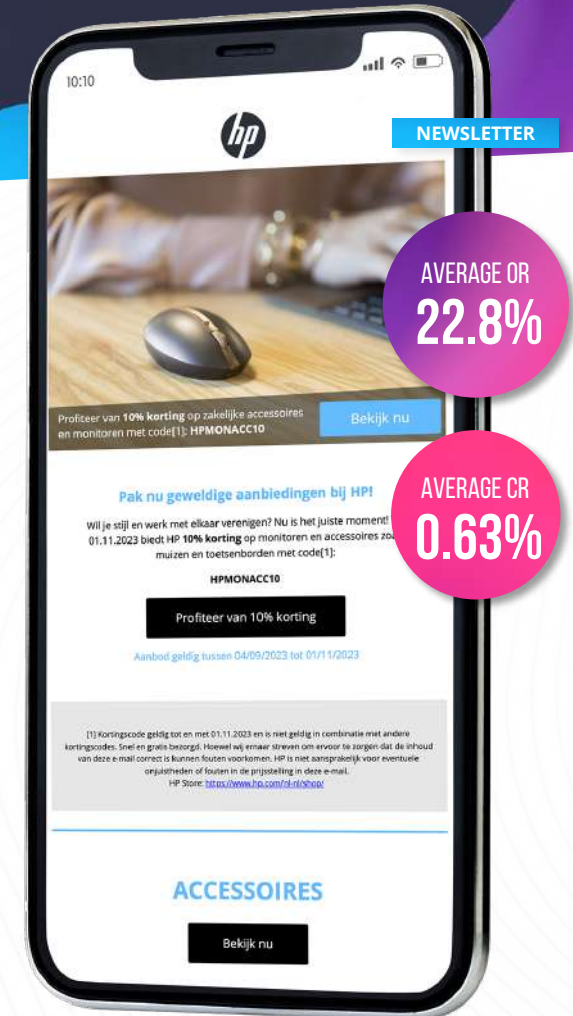 10:10
hp
NEWSLETTER
AVERAGE OR
22.8%
Profiteer van 10% korting op zakelijke accessoires
en monitoren met code[1]: HPMONACC10
Bekijk nu
AVERAGE CR
0.63%
Pak nu geweldige aanbiedingen bij HP!
Wil je stijl en werk met elkaar verenigen? Nu is het juiste moment!
01.11.2023 biedt HP 10% korting op monitoren en accessoires
muizen en toetsenborden met code[1]:
HPMONACC10
Profiteer van 10% korting
Aanbod geldig tussen 04/09/2023 tot 01/11/2023
[1] Kortingscode geldig tot en met 01.11.2023 en is niet geldig in combinatie met andere
kortingscodes. Snel en gratis bezorgd. Hoewel wij ernaar streven om ervoor te zorgen dat de inhoud
van deze e-mail correct is kunnen fouten voorkomen. HP is niet aansprakelijk voor eventuele
onjuistheden of fouten in de prijsstelling in deze e-mail.
HP Store: https://www.hp.com/nl-nl/shop/
ACCESSOIRES
Bekijk nu